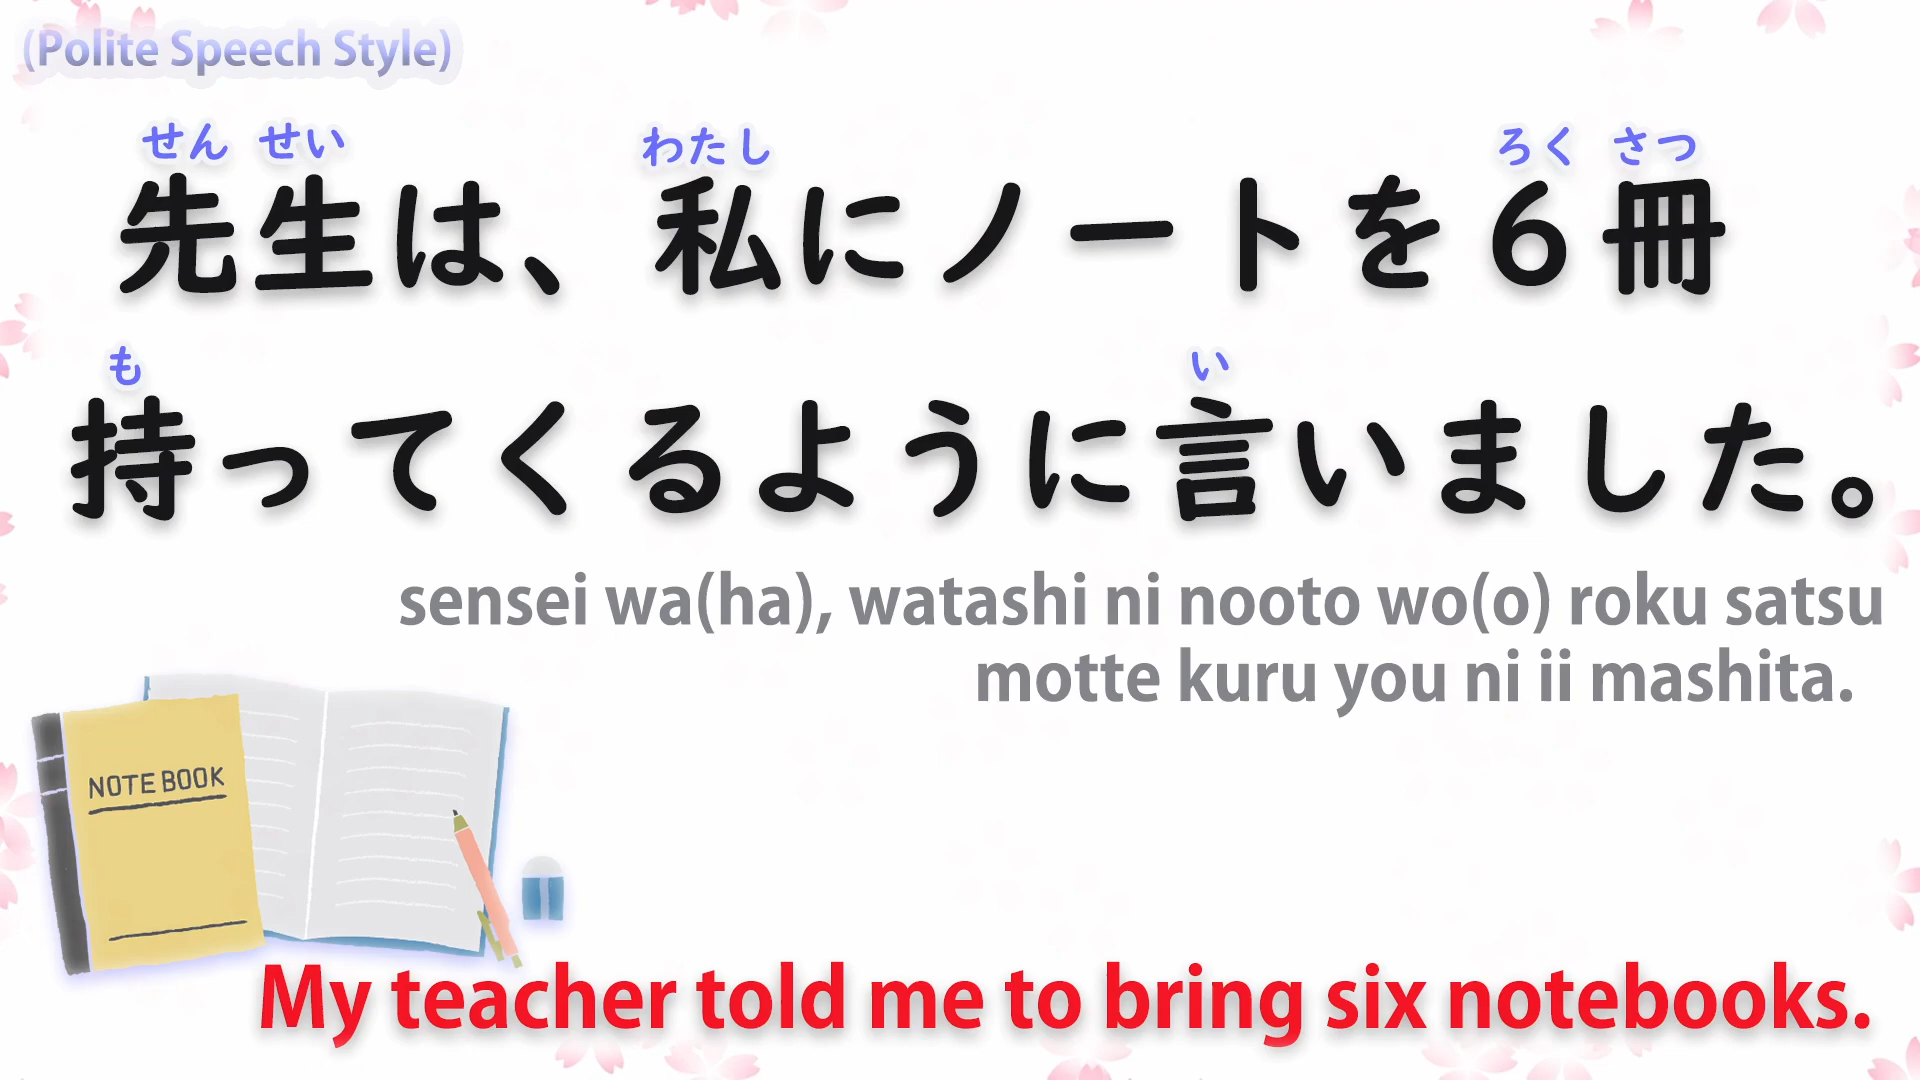 (Polite Speech Style)
せん せい わたし ろく さつ
先生は、私にノートを６冊
も い
持ってくるように言いました。
sensei wa(ha), watashi ni nooto wo(o) roku satsu
motte kuru you ni ii mashita.
NOTE BOOK
My teacher told me to bring six notebooks.